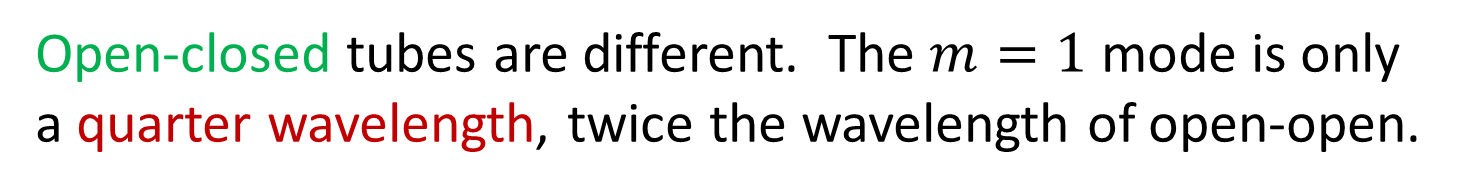 Open-closed tubes are different.  The 𝑚 = 1 mode is only
a quarter wavelength, twice the wavelength of open-open.